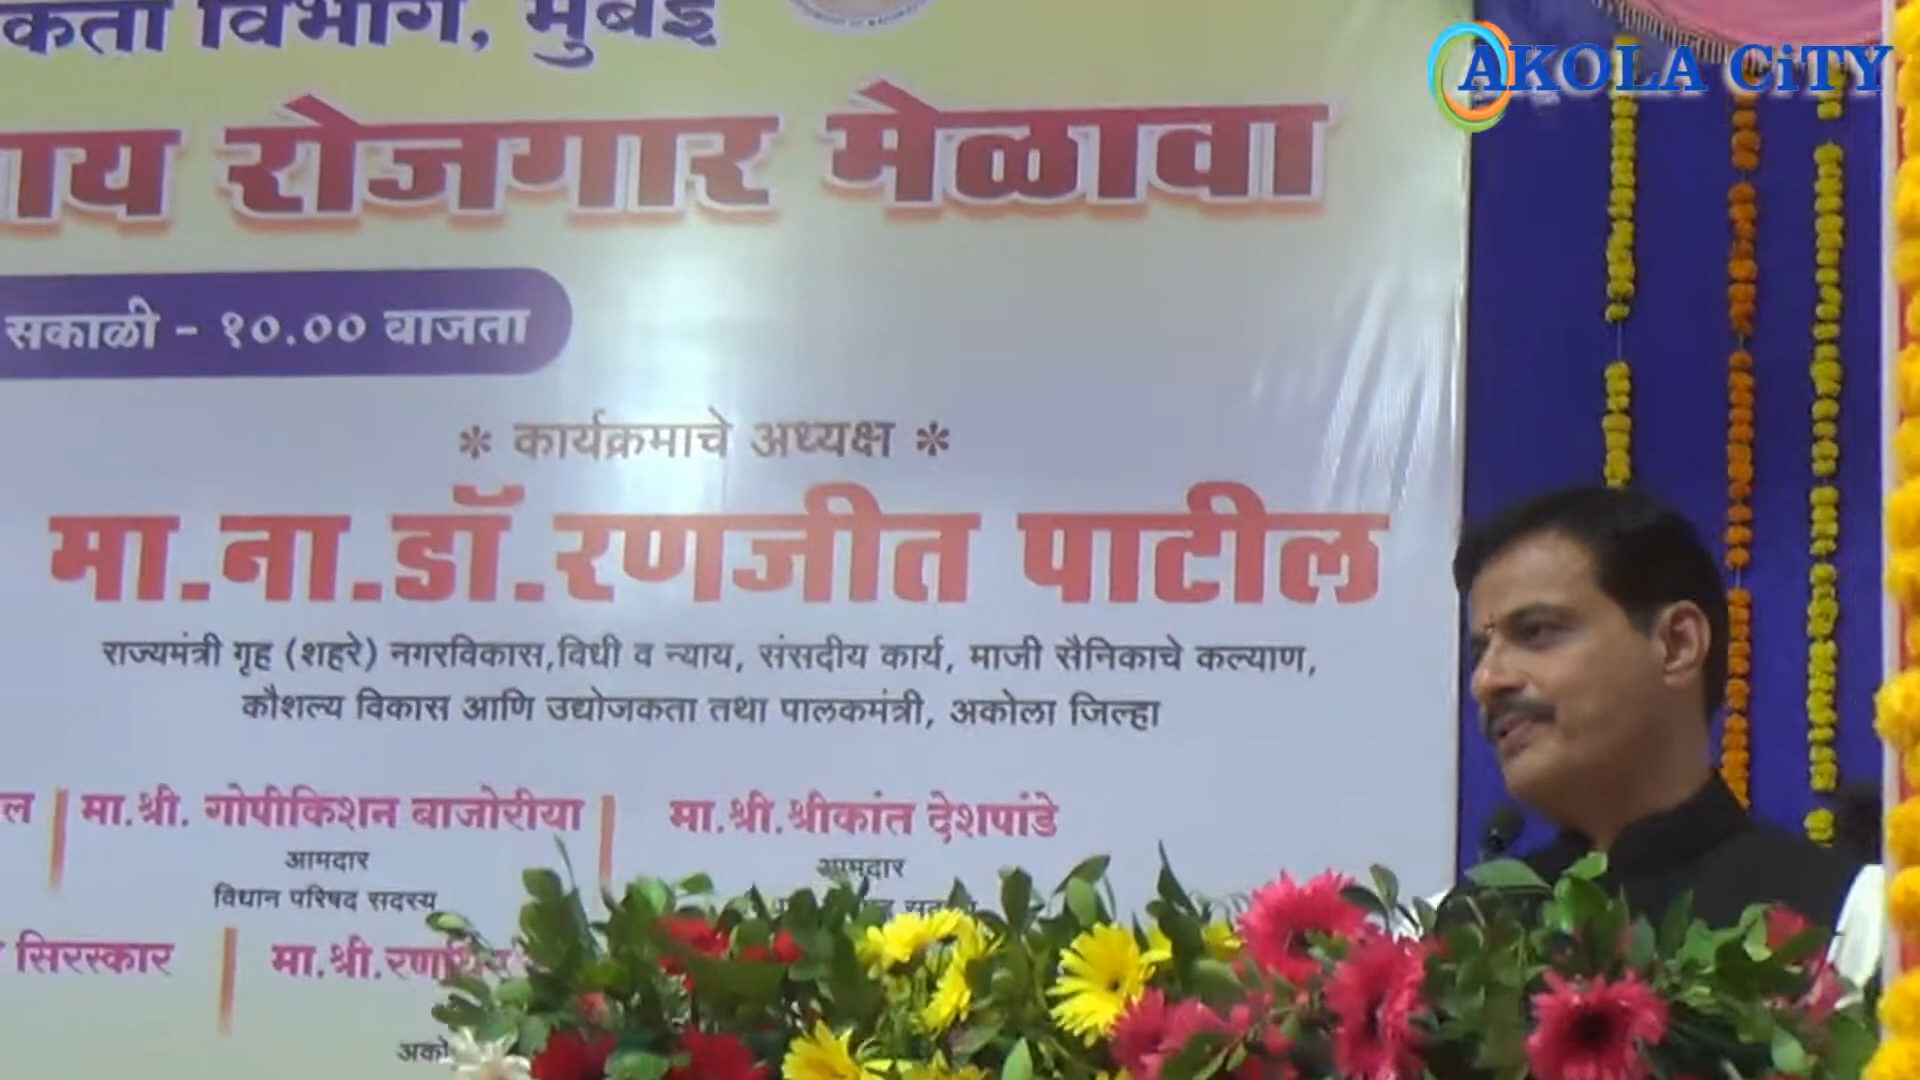 कता विभाग, मुंबई
AKOLA CiTY
रोजगार मेळावा
सकाळी - १०.०० वाजता
* कार्यक्रमाचे अध्यक्ष *
मा.ना.डॉ.रणजीत पाटील
राज्यमंत्री गृह (शहरे) नगरविकास,विधी व न्याय, संसदीय कार्य, माजी सैनिकाचे कल्याण,
कौशल्य विकास आणि उद्योजकता तथा पालकमंत्री, अकोला जिल्हा
मा.श्री. गोपीकिशन बाजोरीया
आमदार
विधान परिषद सदस्य
मा.श्री.श्रीकांत देशपांडे
आमदार
सिरस्कार
मा.श्री.